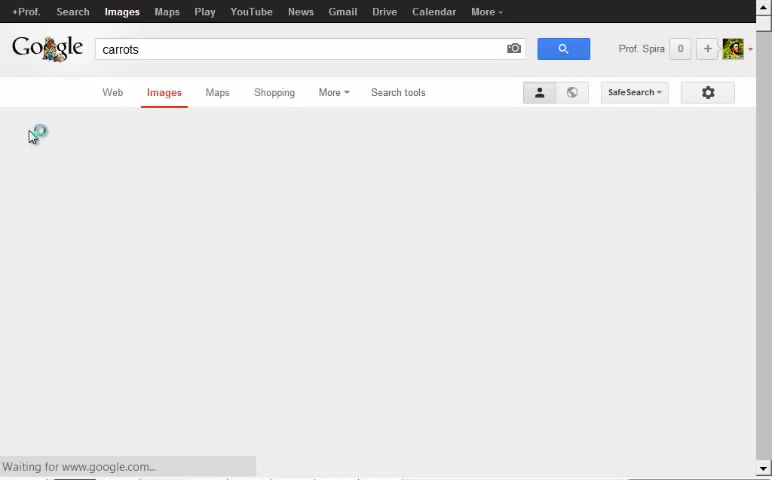 +Prof. Search Images Maps Play YouTube News Gmail Drive Calendar More
Google carrots Prof. Spira 0 +
Web Images Maps Shopping More Search tools SafeSearch
Waiting for www.google.com...